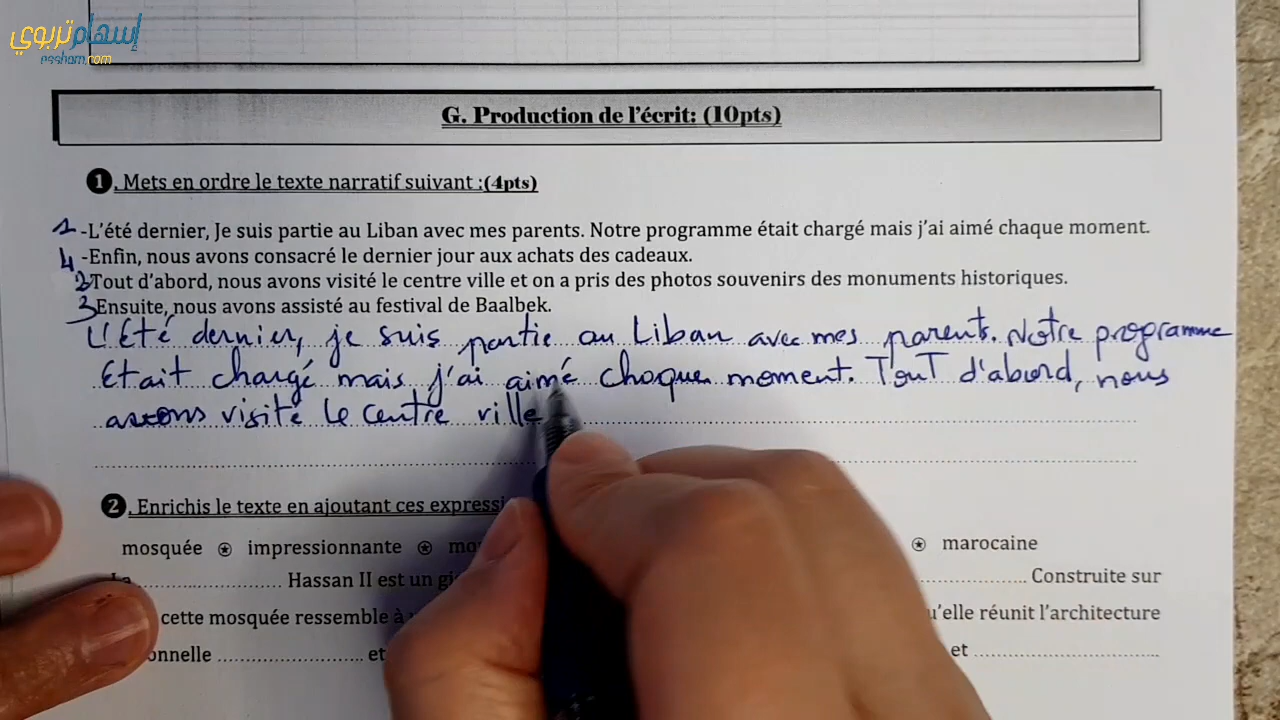 إسهام تربوي
essham.com
G. Production de l'écrit: (10pts)
1. Mets en ordre le texte narratif suivant :(4pts)
1 -L'été dernier, Je suis partie au Liban avec mes parents. Notre programme était chargé mais j'ai aimé chaque moment.
4 -Enfin, nous avons consacré le dernier jour aux achats des cadeaux.
2 Tout d'abord, nous avons visité le centre ville et on a pris des photos souvenirs des monuments historiques.
3 Ensuite, nous avons assisté au festival de Baalbek.
L'Eté dernier, je suis partie au Liban avec mes parents. Notre programme
Etait chargé mais j'ai aimé chaque moment. Tout d'abord, nous
avons visité le centre ville
2. Enrichis le texte en ajoutant ces
mosquée ⍟ impressionnante ⍟ ⍟ marocaine
La .................... Hassan II est un .................... Construite sur
cette mosquée ressemble à qu'elle réunit l'architecture
.................... et et ....................